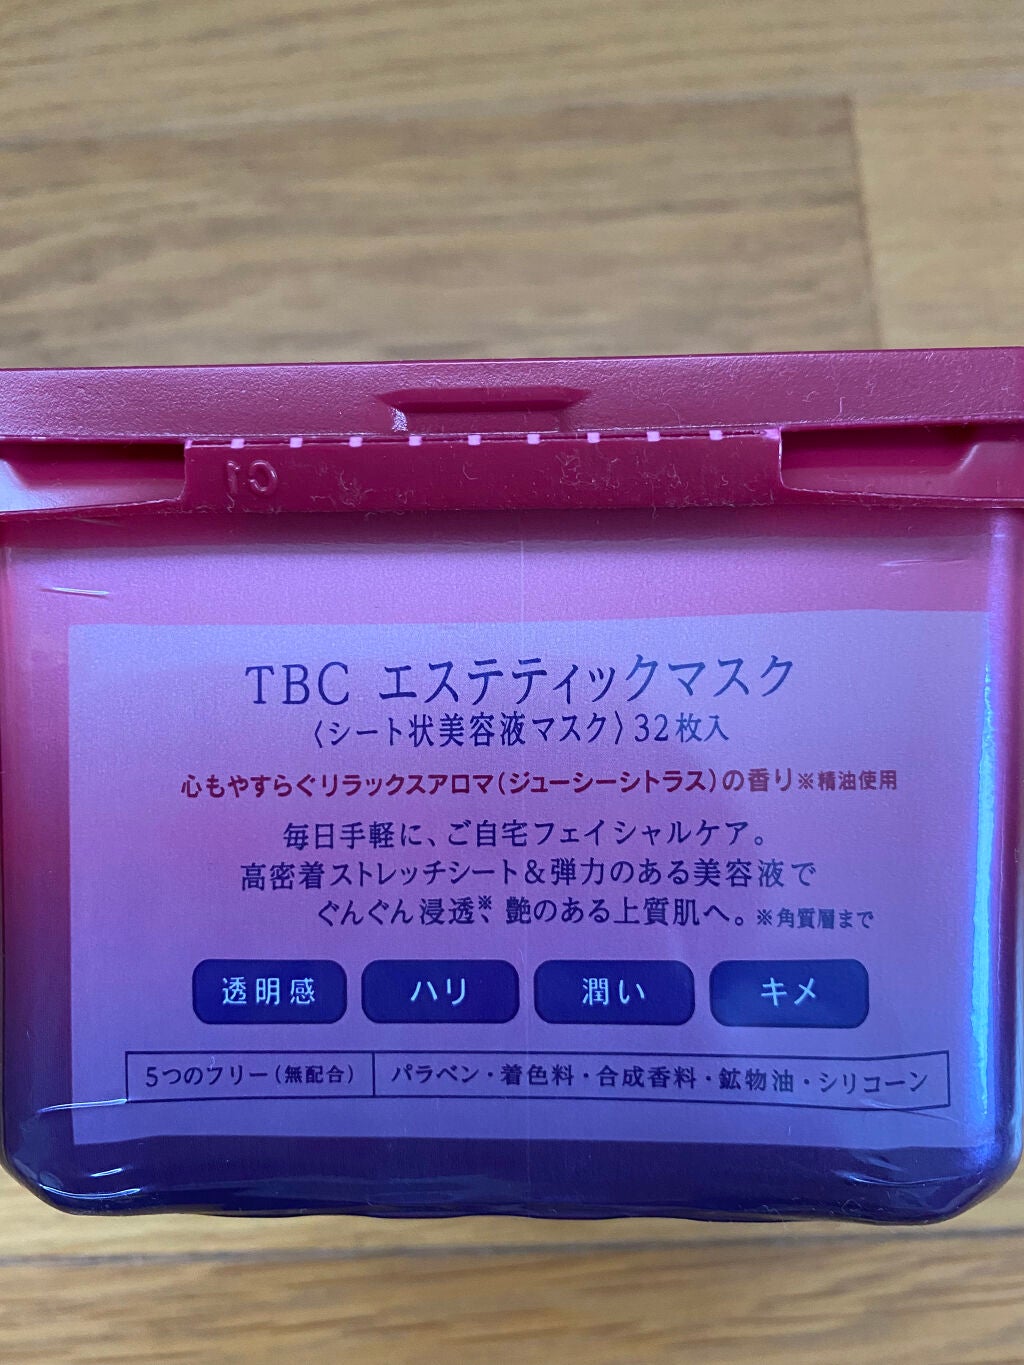 TBC エステティックマスク
〈シート状美容液マスク〉32枚入
心もやすらぐリラックスアロマ(ジューシーシトラス)の香り※精油使用
毎日手軽に、ご自宅フェイシャルケア。
高密着ストレッチシート&弾力のある美容液で
ぐんぐん浸透※、艶のある上質肌へ。※角質層まで
透明感 ハリ 潤い キメ
5つのフリー(無配合) パラベン・着色料・合成香料・鉱物油・シリコーン